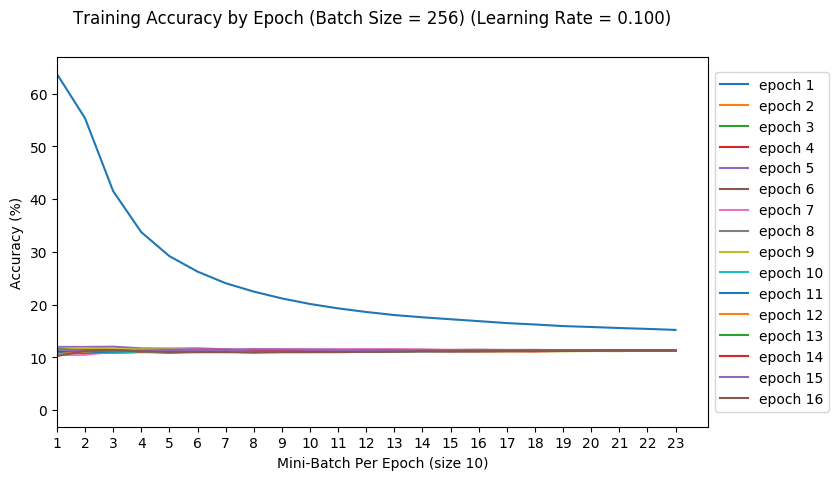 Training Accuracy by Epoch (Batch Size = 256) (Learning Rate = 0.100)
Accuracy (%)
60
50
40
30
20
10
0
1 2 3 4 5 6 7 8 9 10 11 12 13 14 15 16 17 18 19 20 21 22 23
Mini-Batch Per Epoch (size 10)
epoch 1
epoch 2
epoch 3
epoch 4
epoch 5
epoch 6
epoch 7
epoch 8
epoch 9
epoch 10
epoch 11
epoch 12
epoch 13
epoch 14
epoch 15
epoch 16